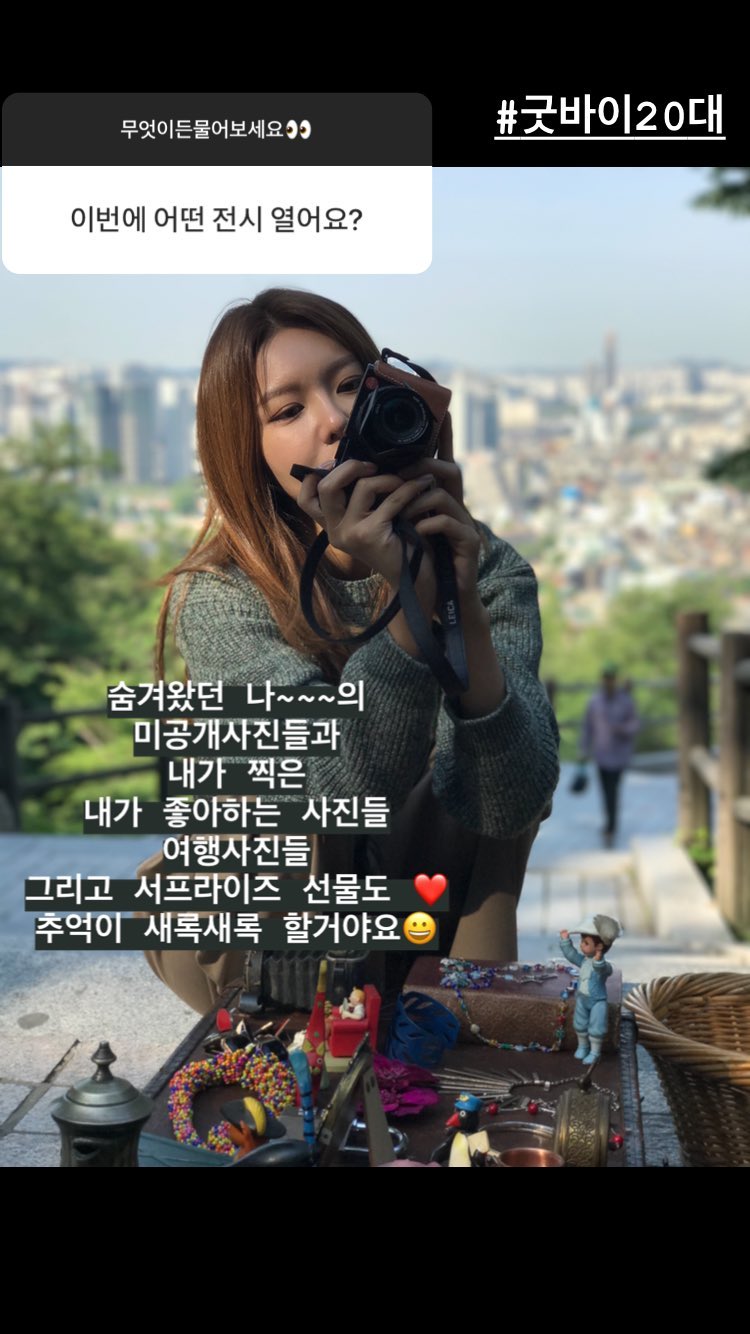 #굿바이20대
무엇이든물어보세요👀
이번에 어떤 전시 열어요?
LEICA
숨겨왔던 나~~~의
미공개사진들과
내가 찍은
내가 좋아하는 사진들
여행사진들
그리고 서프라이즈 선물도 ❤️
추억이 새록새록 할거야요😀